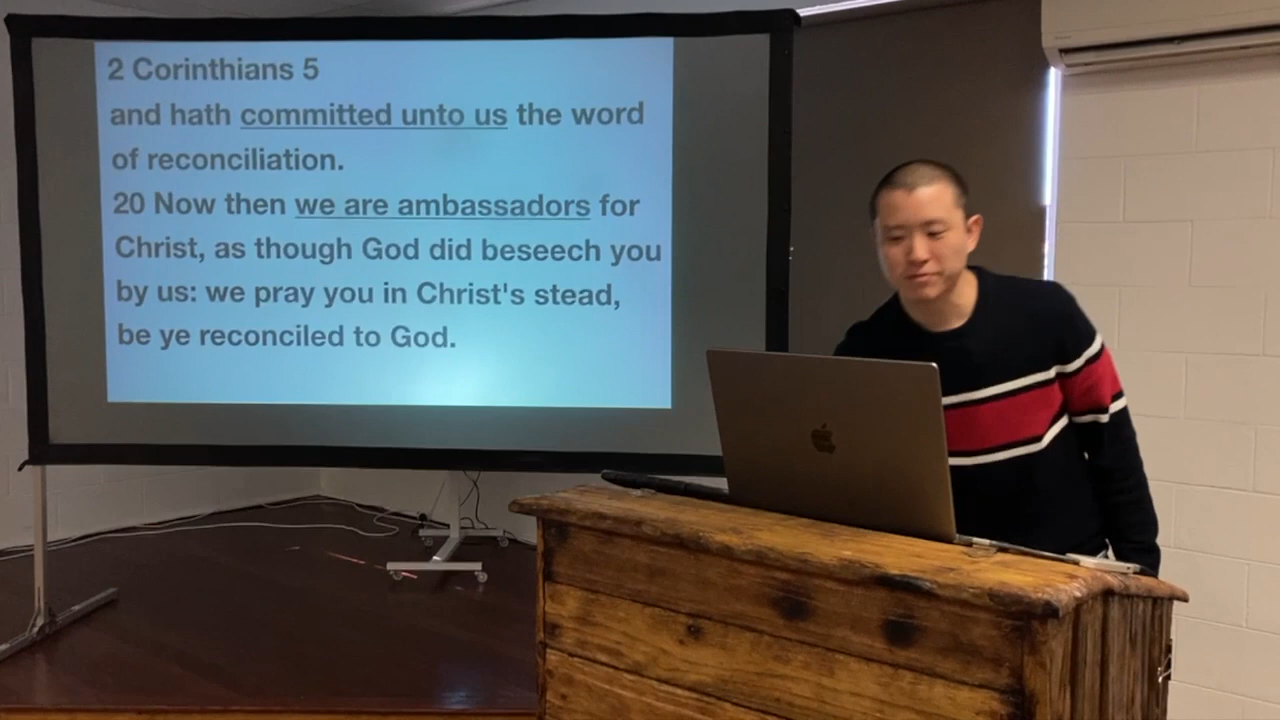 2 Corinthians 5
and hath committed unto us the word
of reconciliation.
20 Now then we are ambassadors for
Christ, as though God did beseech you
by us: we pray you in Christ's stead,
be ye reconciled to God.